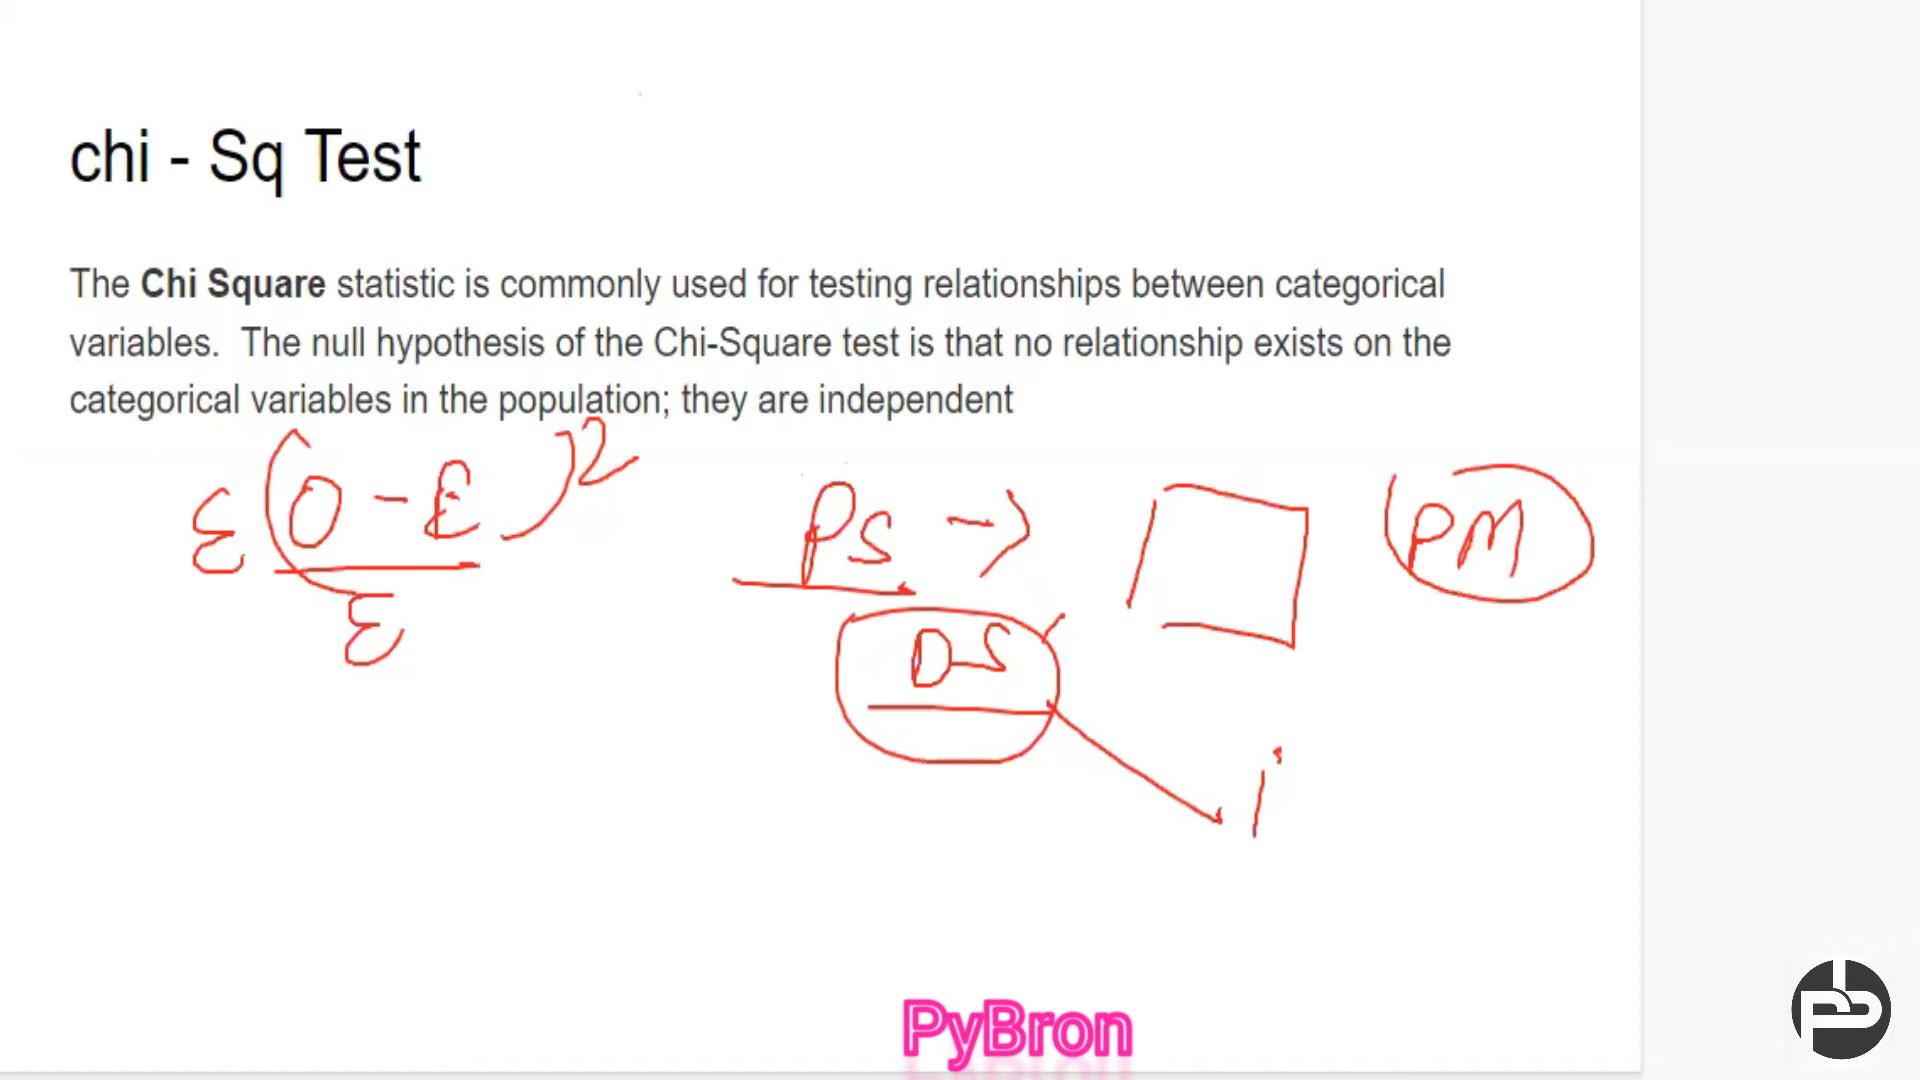 chi - Sq Test
The Chi Square statistic is commonly used for testing relationships between categorical
variables. The null hypothesis of the Chi-Square test is that no relationship exists on the
categorical variables in the population; they are independent
Σ (O - E)2
E
PS →
PM
DS
PyBron